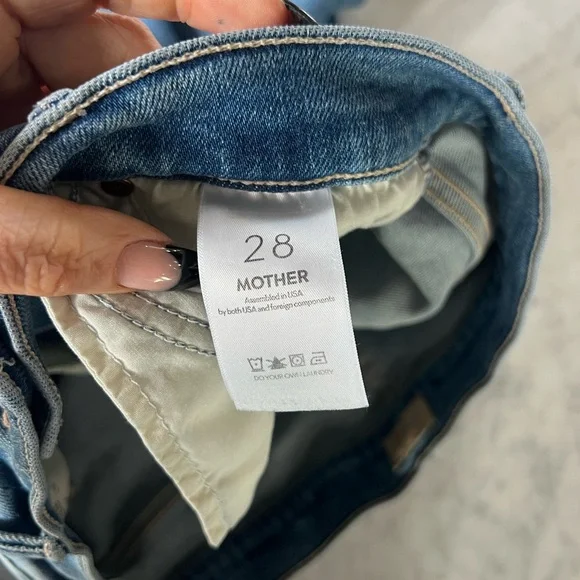 28
MOTHER
Assembled in USA
by both USA and foreign components
DO YOUR OWN LAUNDRY